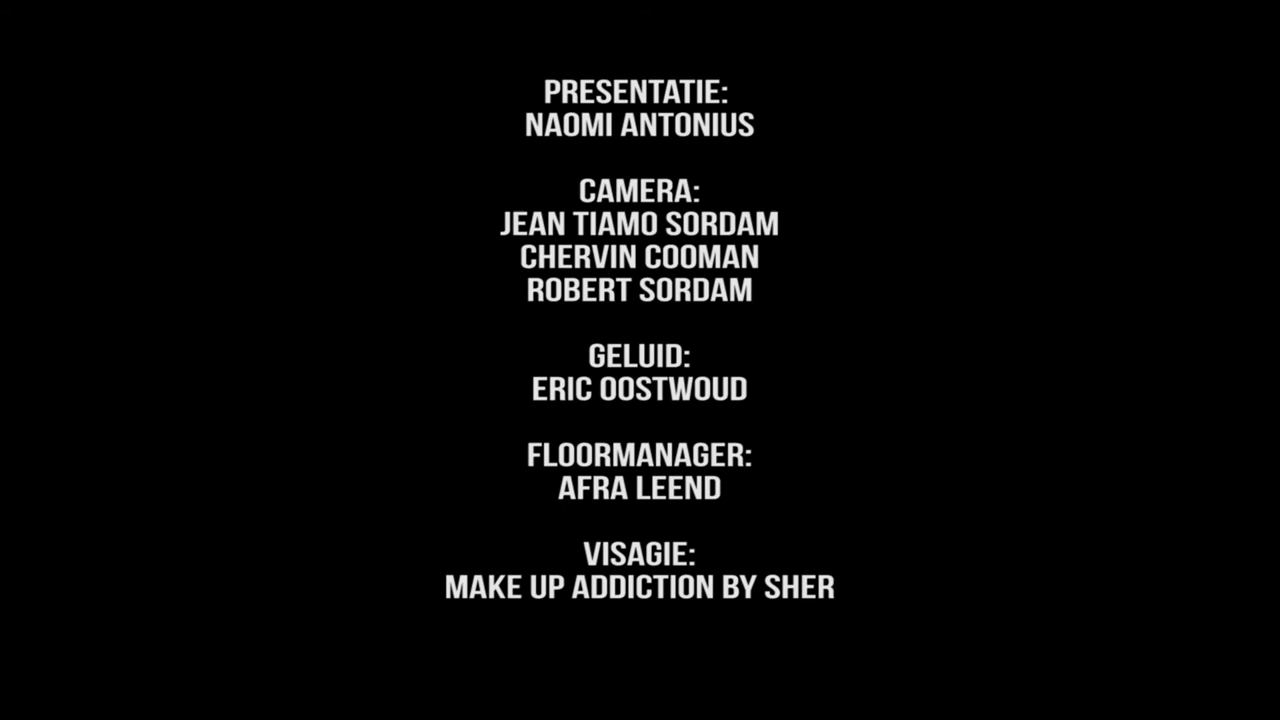 PRESENTATIE:
NAOMI ANTONIUS
CAMERA:
JEAN TIAMO SORDAM
CHERVIN COOMAN
ROBERT SORDAM
GELUID:
ERIC OOSTWOUD
FLOORMANAGER:
AFRA LEEND
VISAGIE:
MAKE UP ADDICTION BY SHER